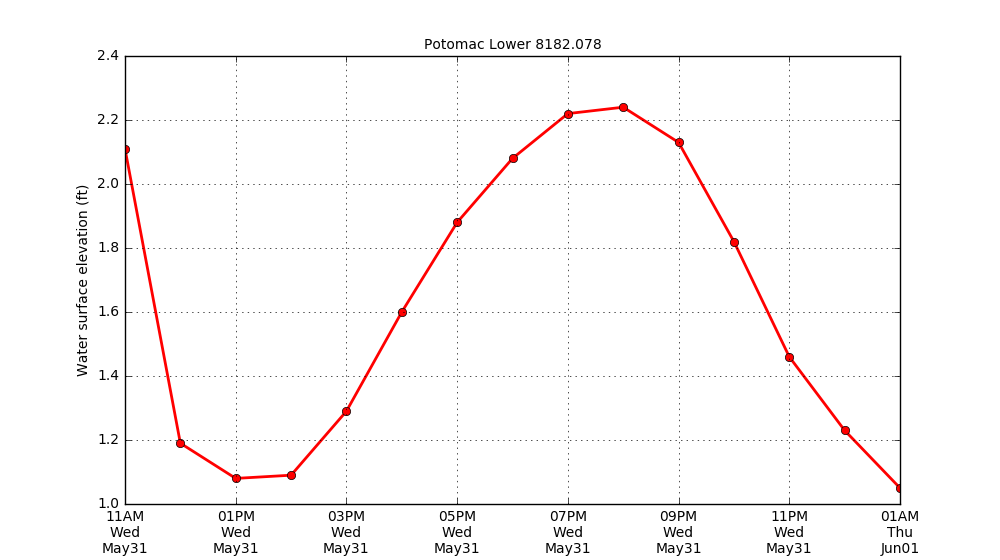 Potomac Lower 8182.078
Water surface elevation (ft)
2.4
2.2
2.0
1.8
1.6
1.4
1.2
1.0
11AM 01PM 03PM 05PM 07PM 09PM 11PM 01AM
Wed Wed Wed Wed Wed Wed Wed Thu
May31 May31 May31 May31 May31 May31 May31 Jun01